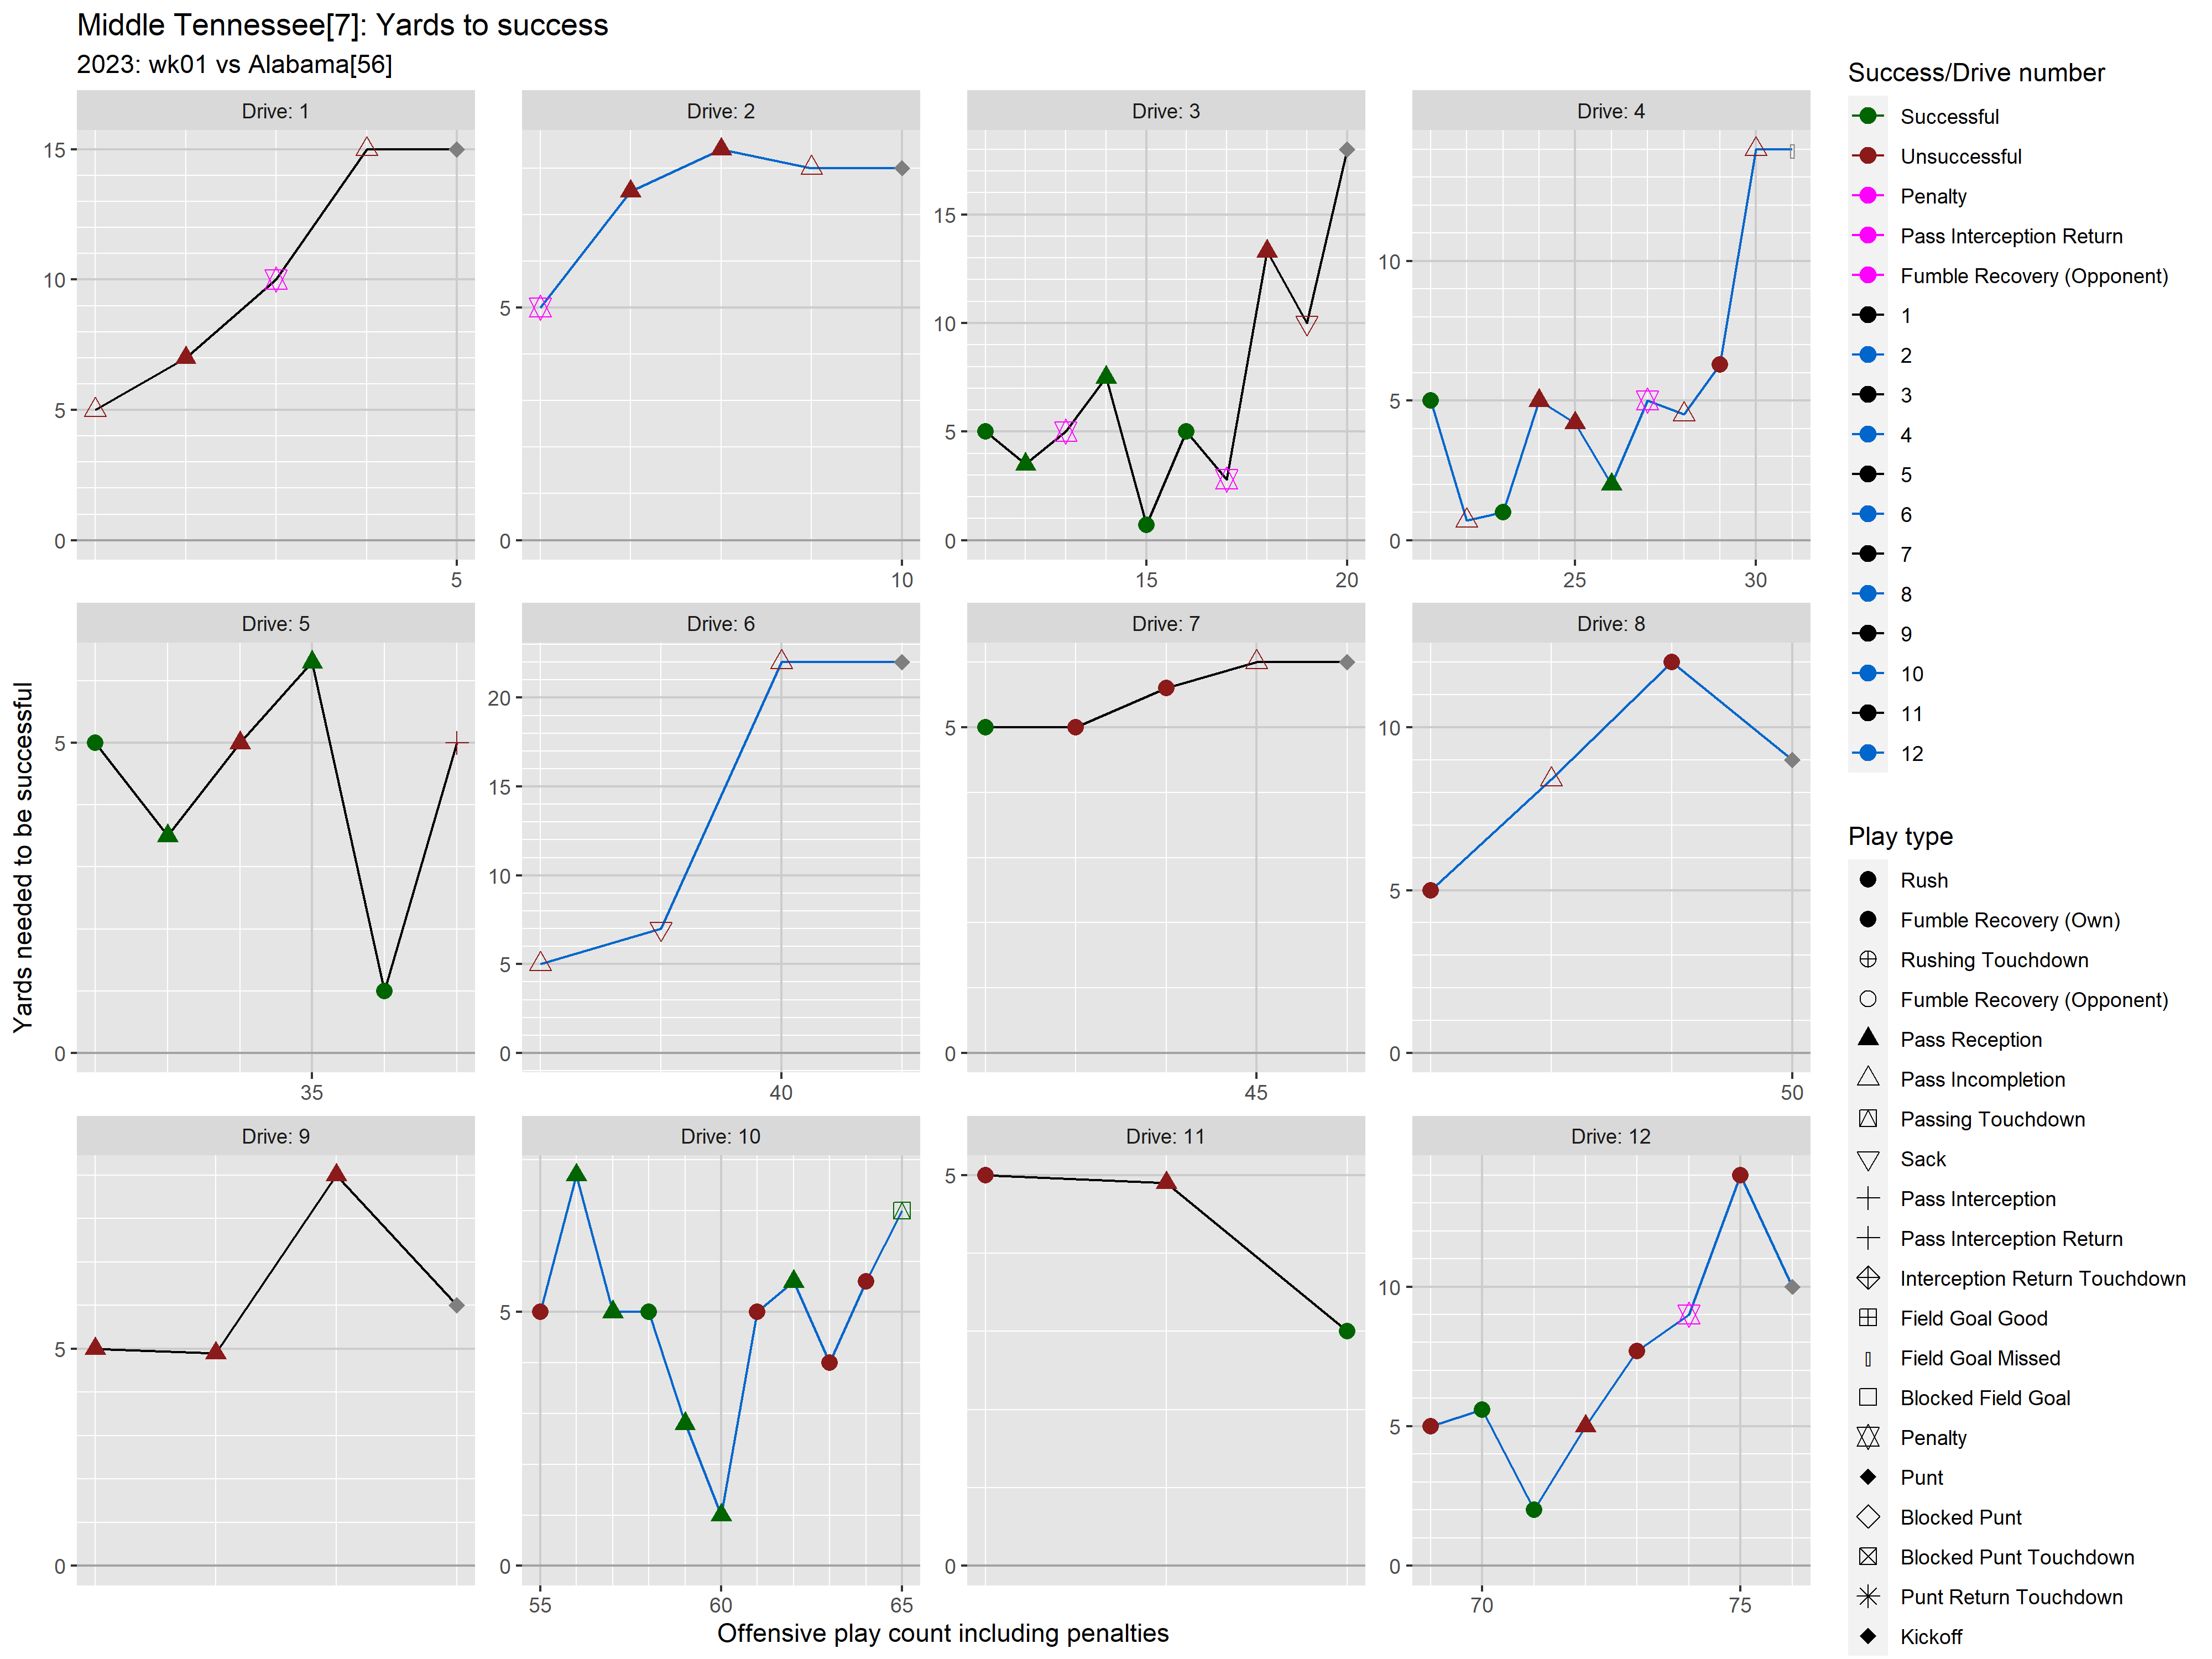 Middle Tennessee[7]: Yards to success
2023: wk01 vs Alabama[56]
Drive: 1
Drive: 2
Drive: 3
Drive: 4
15
10
5
0
5
5
0
10
15
10
5
0
15
20
10
5
0
25
30
Drive: 5
Drive: 6
Drive: 7
Drive: 8
5
0
35
20
15
10
5
0
40
5
0
45
10
5
0
50
Drive: 9
Drive: 10
Drive: 11
Drive: 12
5
0
5
0
55
60
65
5
0
10
5
0
70
75
Yards needed to be successful
Offensive play count including penalties
Success/Drive number
Successful
Unsuccessful
Penalty
Pass Interception Return
Fumble Recovery (Opponent)
1
2
3
4
5
6
7
8
9
10
11
12
Play type
Rush
Fumble Recovery (Own)
Rushing Touchdown
Fumble Recovery (Opponent)
Pass Reception
Pass Incompletion
Passing Touchdown
Sack
Pass Interception
Pass Interception Return
Interception Return Touchdown
Field Goal Good
Field Goal Missed
Blocked Field Goal
Penalty
Punt
Blocked Punt
Blocked Punt Touchdown
Punt Return Touchdown
Kickoff